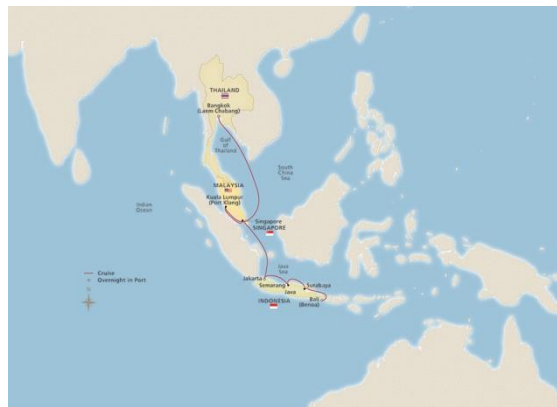 THAILAND
Bangkok
(Laem Chabang)
Gulf
of
Thailand
South
China
Sea
MALAYSIA
Kuala Lumpur
(Port Klang)
Indian
Ocean
Singapore
SINGAPORE
Java
Sea
Jakarta
Semarang
Surabaya
Java
Bali
(Benoa)
INDONESIA
Cruise
Overnight in Port